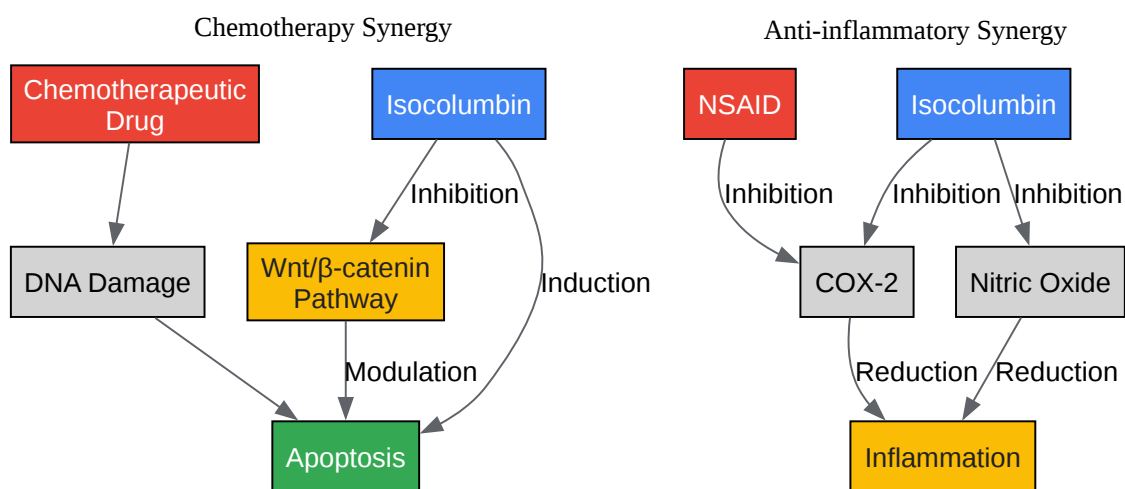 Chemotherapy Synergy
Chemotherapeutic
Drug
Isocolumbin
Inhibition
DNA Damage
Wnt/β-catenin
Pathway
Induction
Modulation
Apoptosis
Anti-inflammatory Synergy
NSAID
Isocolumbin
Inhibition
Inhibition
Inhibition
COX-2
Nitric Oxide
Reduction
Reduction
Inflammation